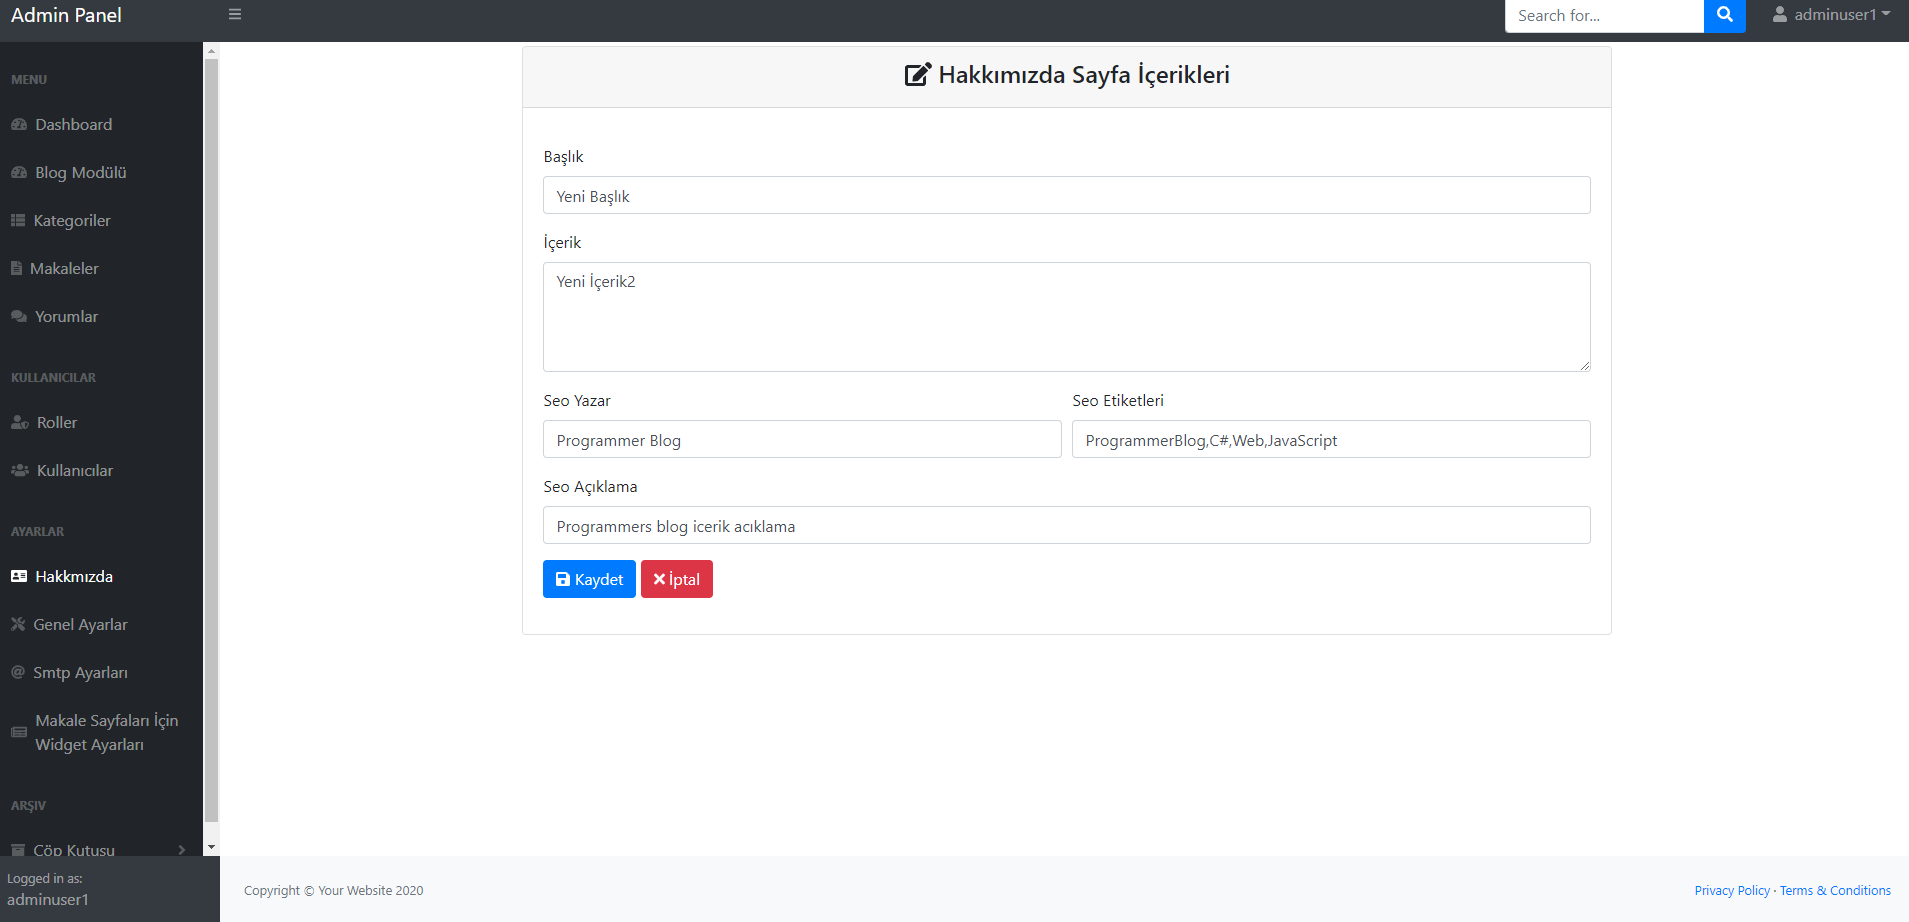 Admin Panel
Search for...
adminuser1
MENU
Dashboard
Blog Modülü
Kategoriler
Makaleler
Yorumlar
KULLANICILAR
Roller
Kullanıcılar
AYARLAR
Hakkmızda
Genel Ayarlar
Smtp Ayarları
Makale Sayfaları İçin
Widget Ayarları
ARŞIV
Çöp Kutusu
Logged in as:
adminuser1
Hakkımızda Sayfa İçerikleri
Başlık
Yeni Başlık
İçerik
Yeni İçerik2
Seo Yazar
Seo Etiketleri
Programmer Blog
ProgrammerBlog,C#,Web,JavaScript
Seo Açıklama
Programmers blog icerik acıklama
Kaydet
İptal
Copyright © Your Website 2020
Privacy Policy · Terms & Conditions